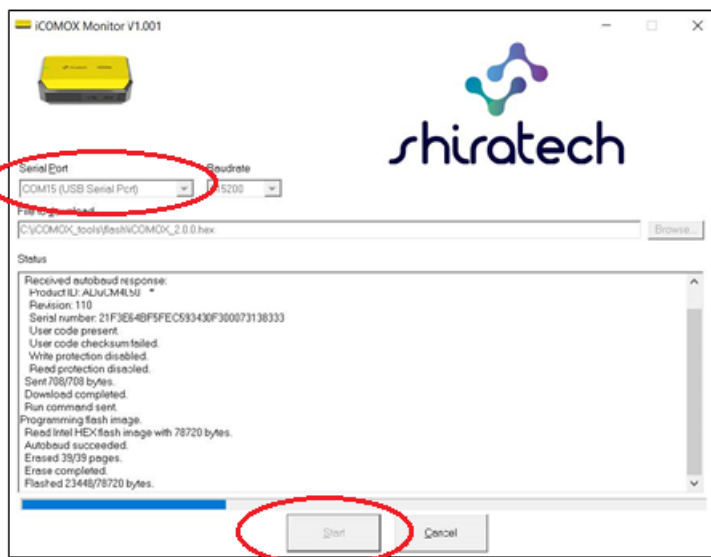 iCOMOX Monitor V1.001
shiratech
Serial Port
Baudrate
COM15 (USB Serial Port)
115200
File to download
C:\iCOMOX_tools\flash\iCOMOX_2.0.0.hex
Browse...
Status
Received autobaud response:
Product ID: ADuCM4L50 *
Revision: 110
Serial number:
User code present.
User code checksum failed.
Write protection disabled.
Read protection disabled.
Sent 708/708 bytes.
Download completed.
Run command sent.
Programming flash image.
Read Intel HEX flash image with 78720 bytes.
Autobaud succeeded.
Erased 39/39 pages.
Erase completed.
Flashed 23448/78720 bytes.
Start
Cancel